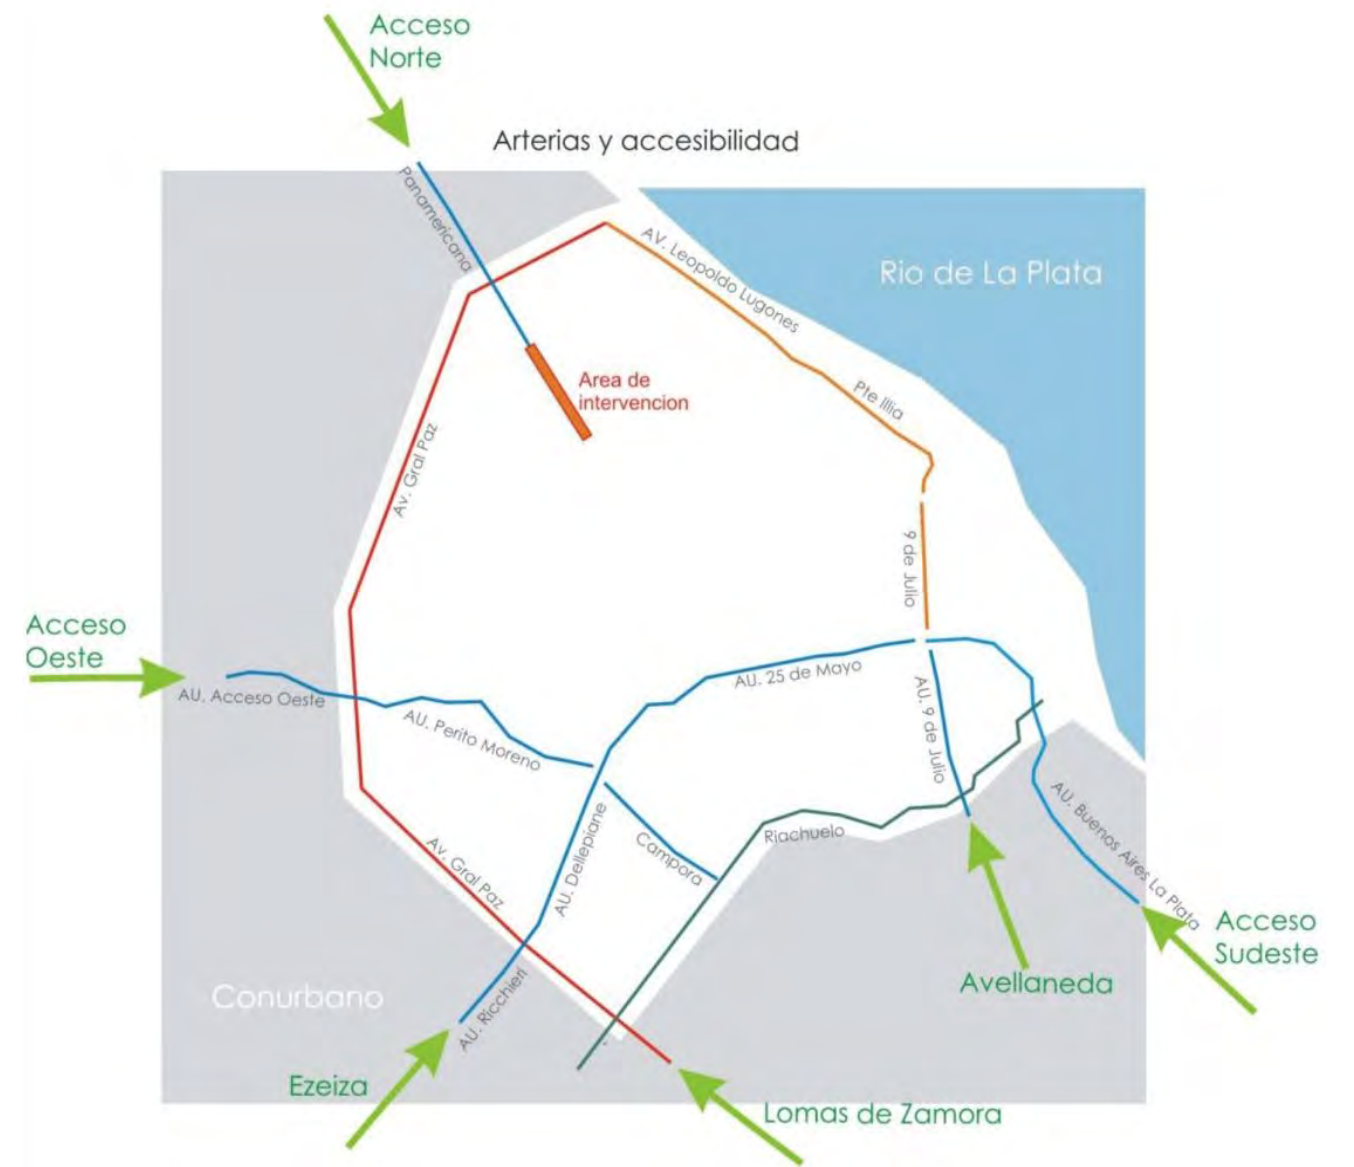 Acceso
Norte
Arterias y accesibilidad
Panamericana
AV. Leopoldo Lugones
Rio de La Plata
Area de
intervencion
Pte Illia
Av. Gral Paz
9 de Julio
Acceso
Oeste
AU. Acceso Oeste
AU. Perito Moreno
AU. 25 de Mayo
AU. 9 de Julio
AU. Dellepiane
Campora
Riachuelo
AU. Buenos Aires La Plata
Av. Gral Paz
Acceso
Sudeste
Avellaneda
Conurbano
AU. Ricchieri
Ezeiza
Lomas de Zamora